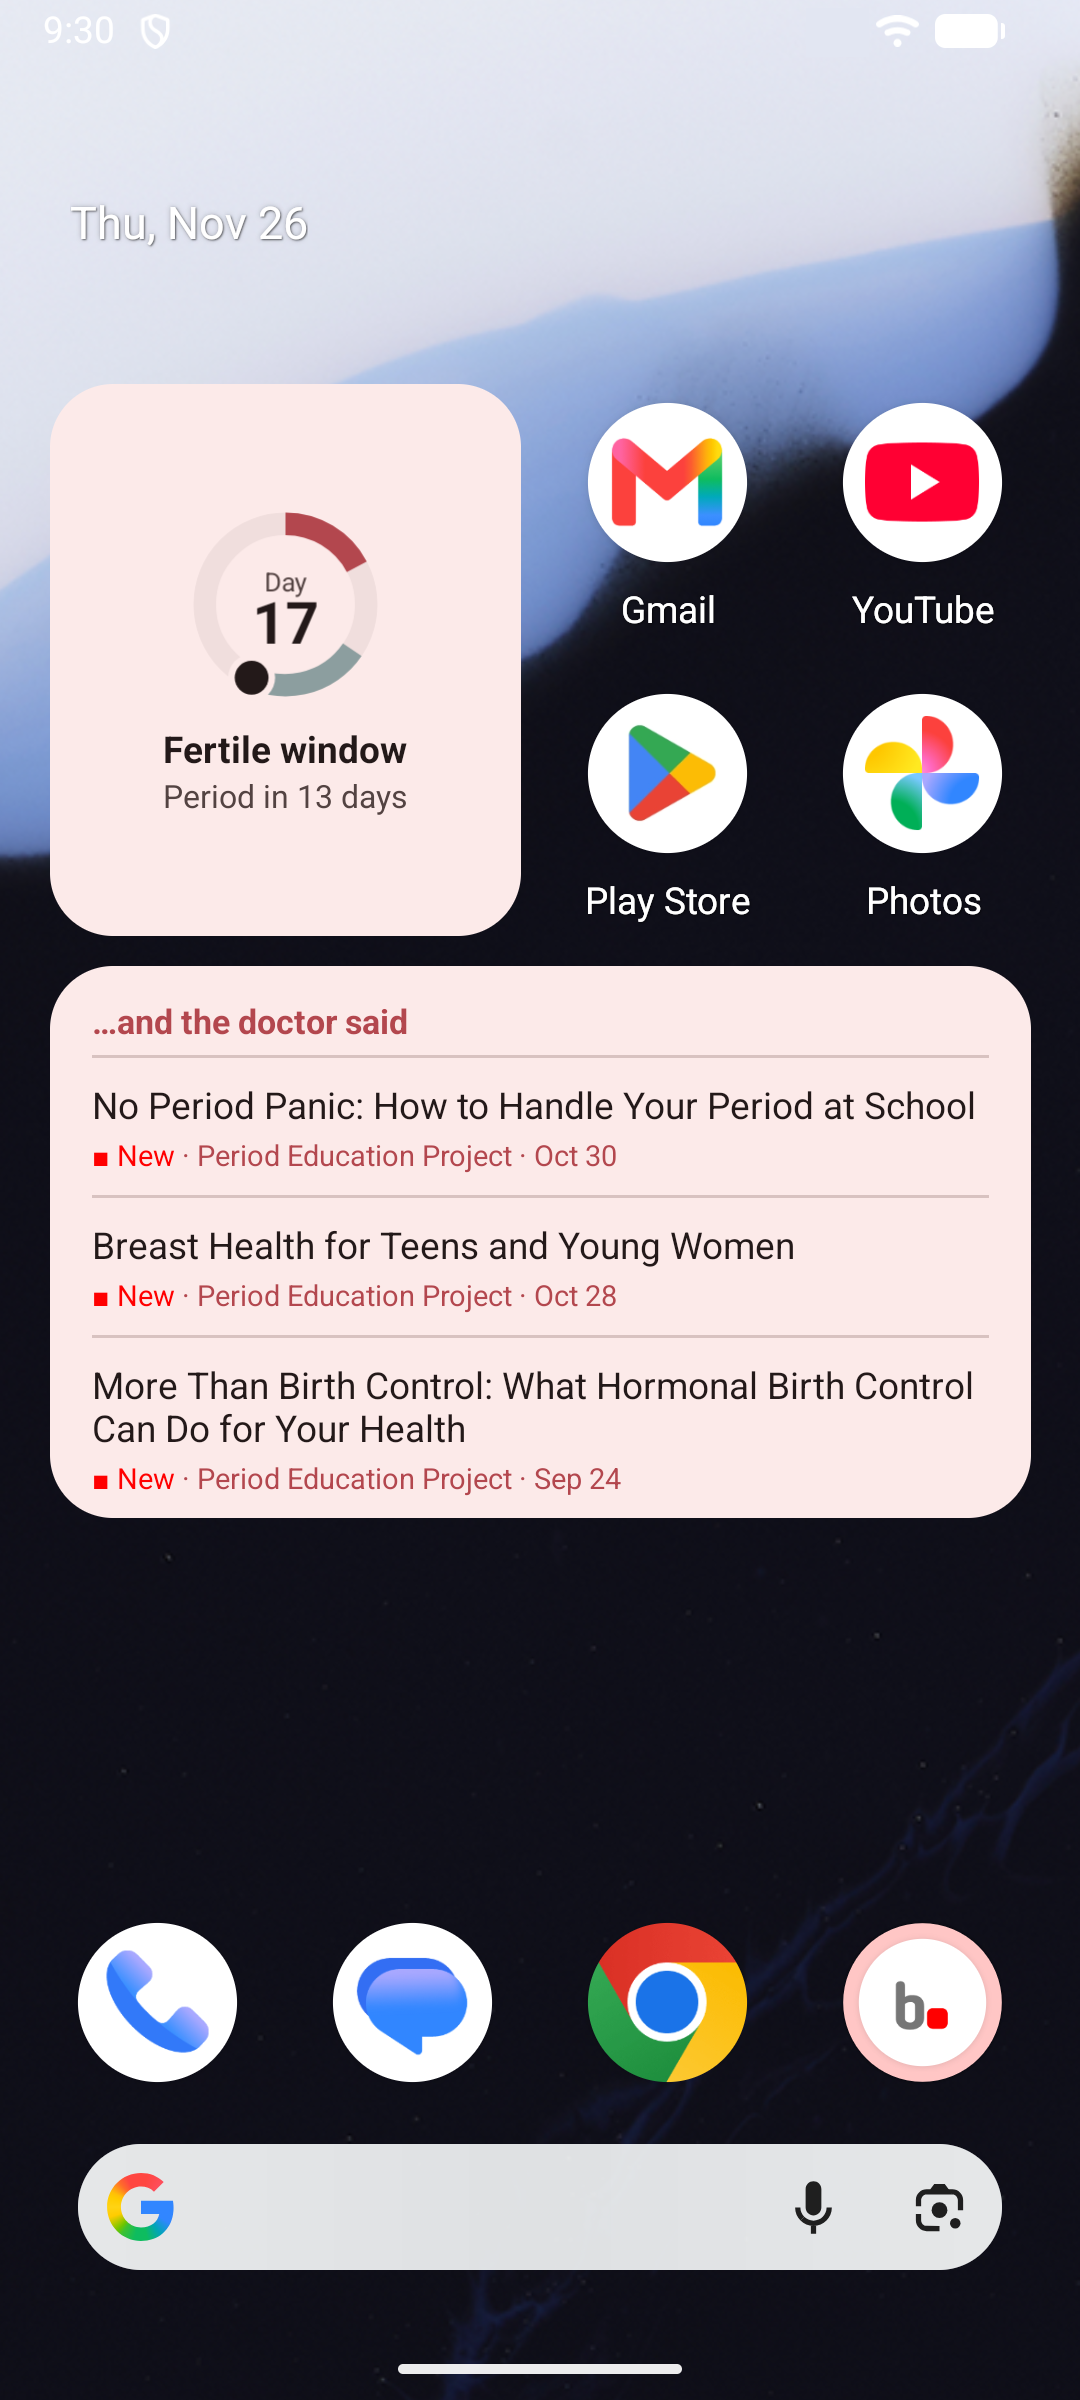 9:30
Thu, Nov 26
Day
17
Fertile window
Period in 13 days
Gmail
YouTube
Play Store
Photos
…and the doctor said
No Period Panic: How to Handle Your Period at School
■ New · Period Education Project · Oct 30
Breast Health for Teens and Young Women
■ New · Period Education Project · Oct 28
More Than Birth Control: What Hormonal Birth Control
Can Do for Your Health
■ New · Period Education Project · Sep 24
b.